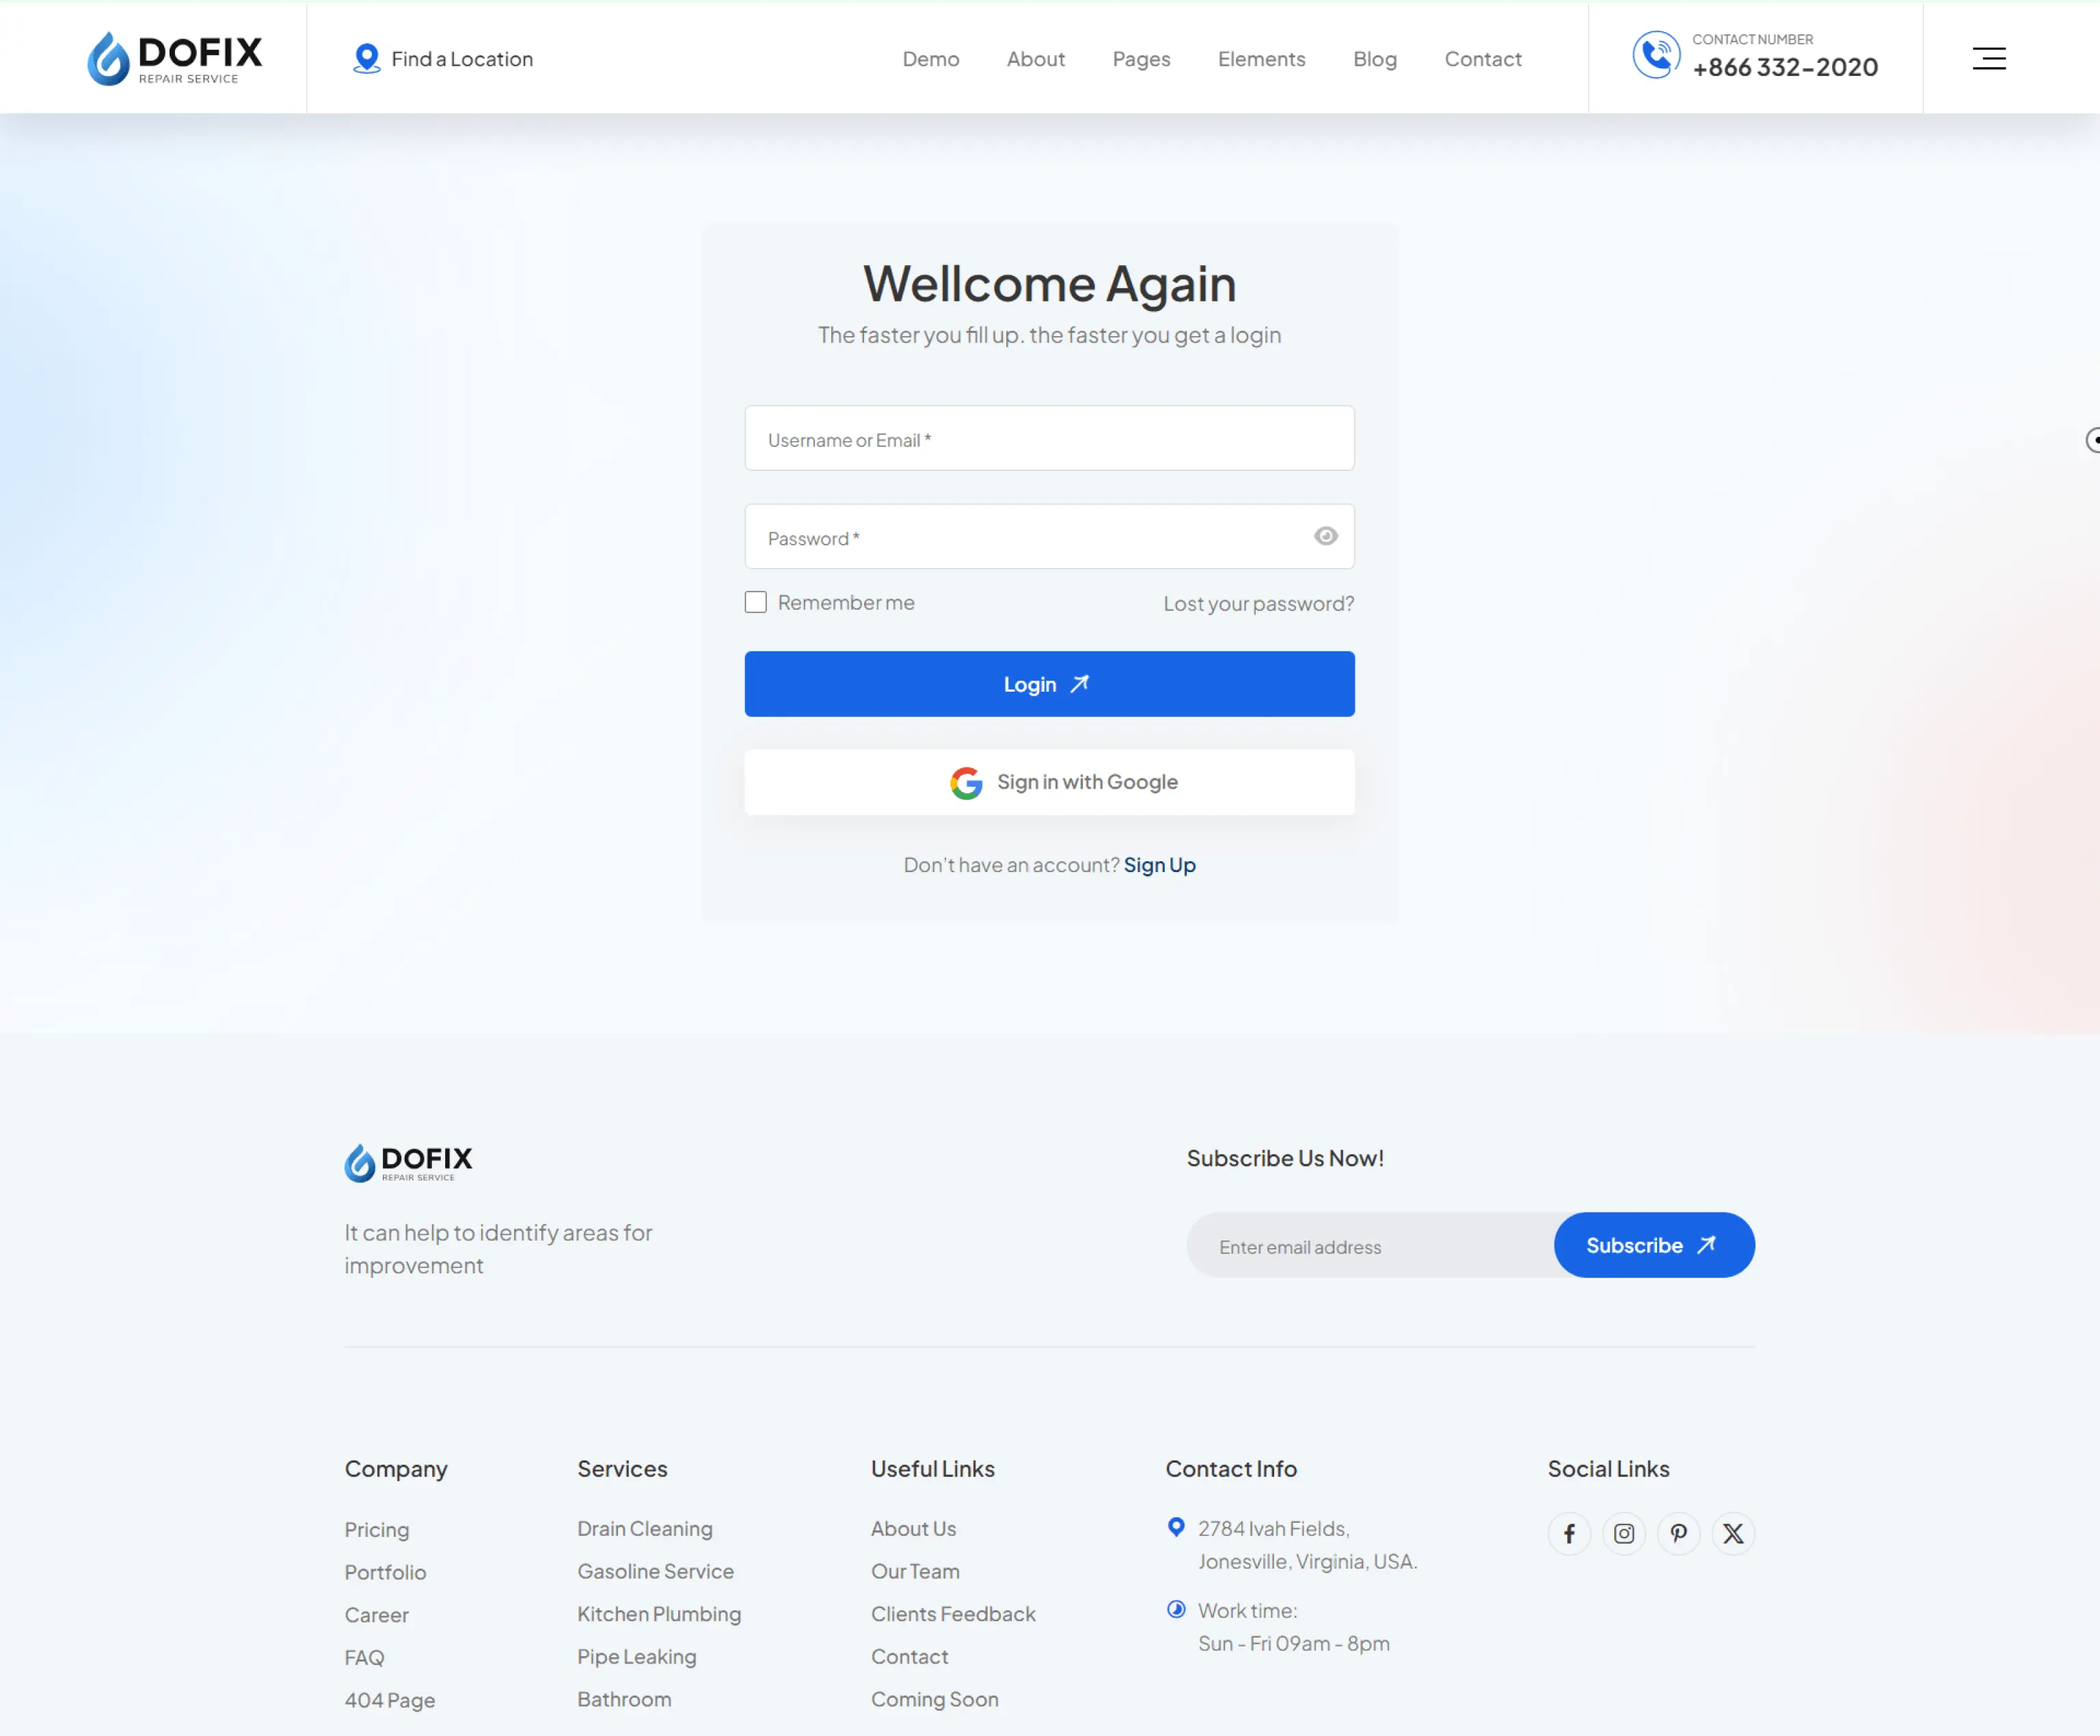 DOFIX
REPAIR SERVICE
Find a Location
Demo
About
Pages
Elements
Blog
Contact
CONTACT NUMBER
+866 332-2020
Wellcome Again
The faster you fill up. the faster you get a login
Username or Email *
Password *
Remember me
Lost your password?
Login
Sign in with Google
Don't have an account? Sign Up
DOFIX
REPAIR SERVICE
It can help to identify areas for
improvement
Subscribe Us Now!
Enter email address
Subscribe
Company
Pricing
Portfolio
Career
FAQ
404 Page
Services
Drain Cleaning
Gasoline Service
Kitchen Plumbing
Pipe Leaking
Bathroom
Useful Links
About Us
Our Team
Clients Feedback
Contact
Coming Soon
Contact Info
2784 Ivah Fields,
Jonesville, Virginia, USA.
Work time:
Sun - Fri 09am - 8pm
Social Links